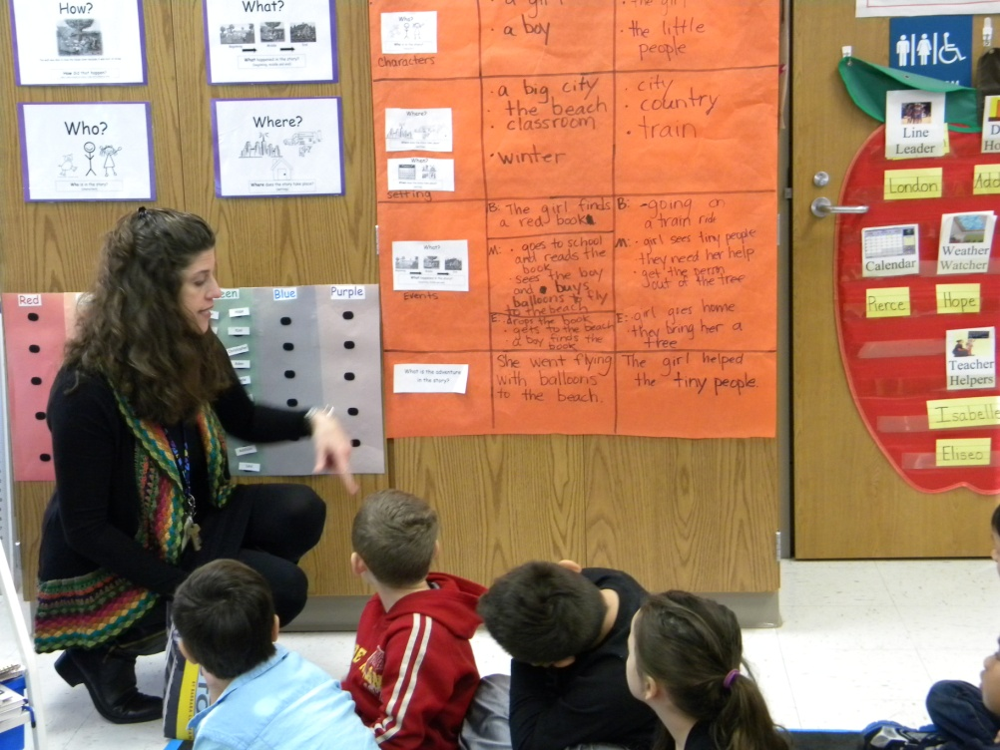 How?
What?
Who?
Who is in the story?
Where?
Where does the story take place?
Red
Blue
Purple
Who?
characters
a girl
· a boy
the girl
· the little
people
Where?
When?
setting
· a big city
the beach
· classroom
· winter
· city
· country
· train
What?
Events
B: The girl finds
a red book
M: · goes to school
and reads the
book
· sees the boy
and buys
balloons to fly
to the beach
E: · drops the book
· gets to the beach
· a boy finds the
book
B: -going on
a train ride
M: · girl sees tiny people
they need her help
· get the person
out of the tree
E: · girl goes home
they bring her a
tree
What is the adventure
in the story?
She went flying
with balloons
to the beach.
The girl helped
the tiny people.
Line
Leader
London
Calendar
Weather
Watcher
Pierce
Hope
Teacher
Helpers
Isabelle
Eliseo